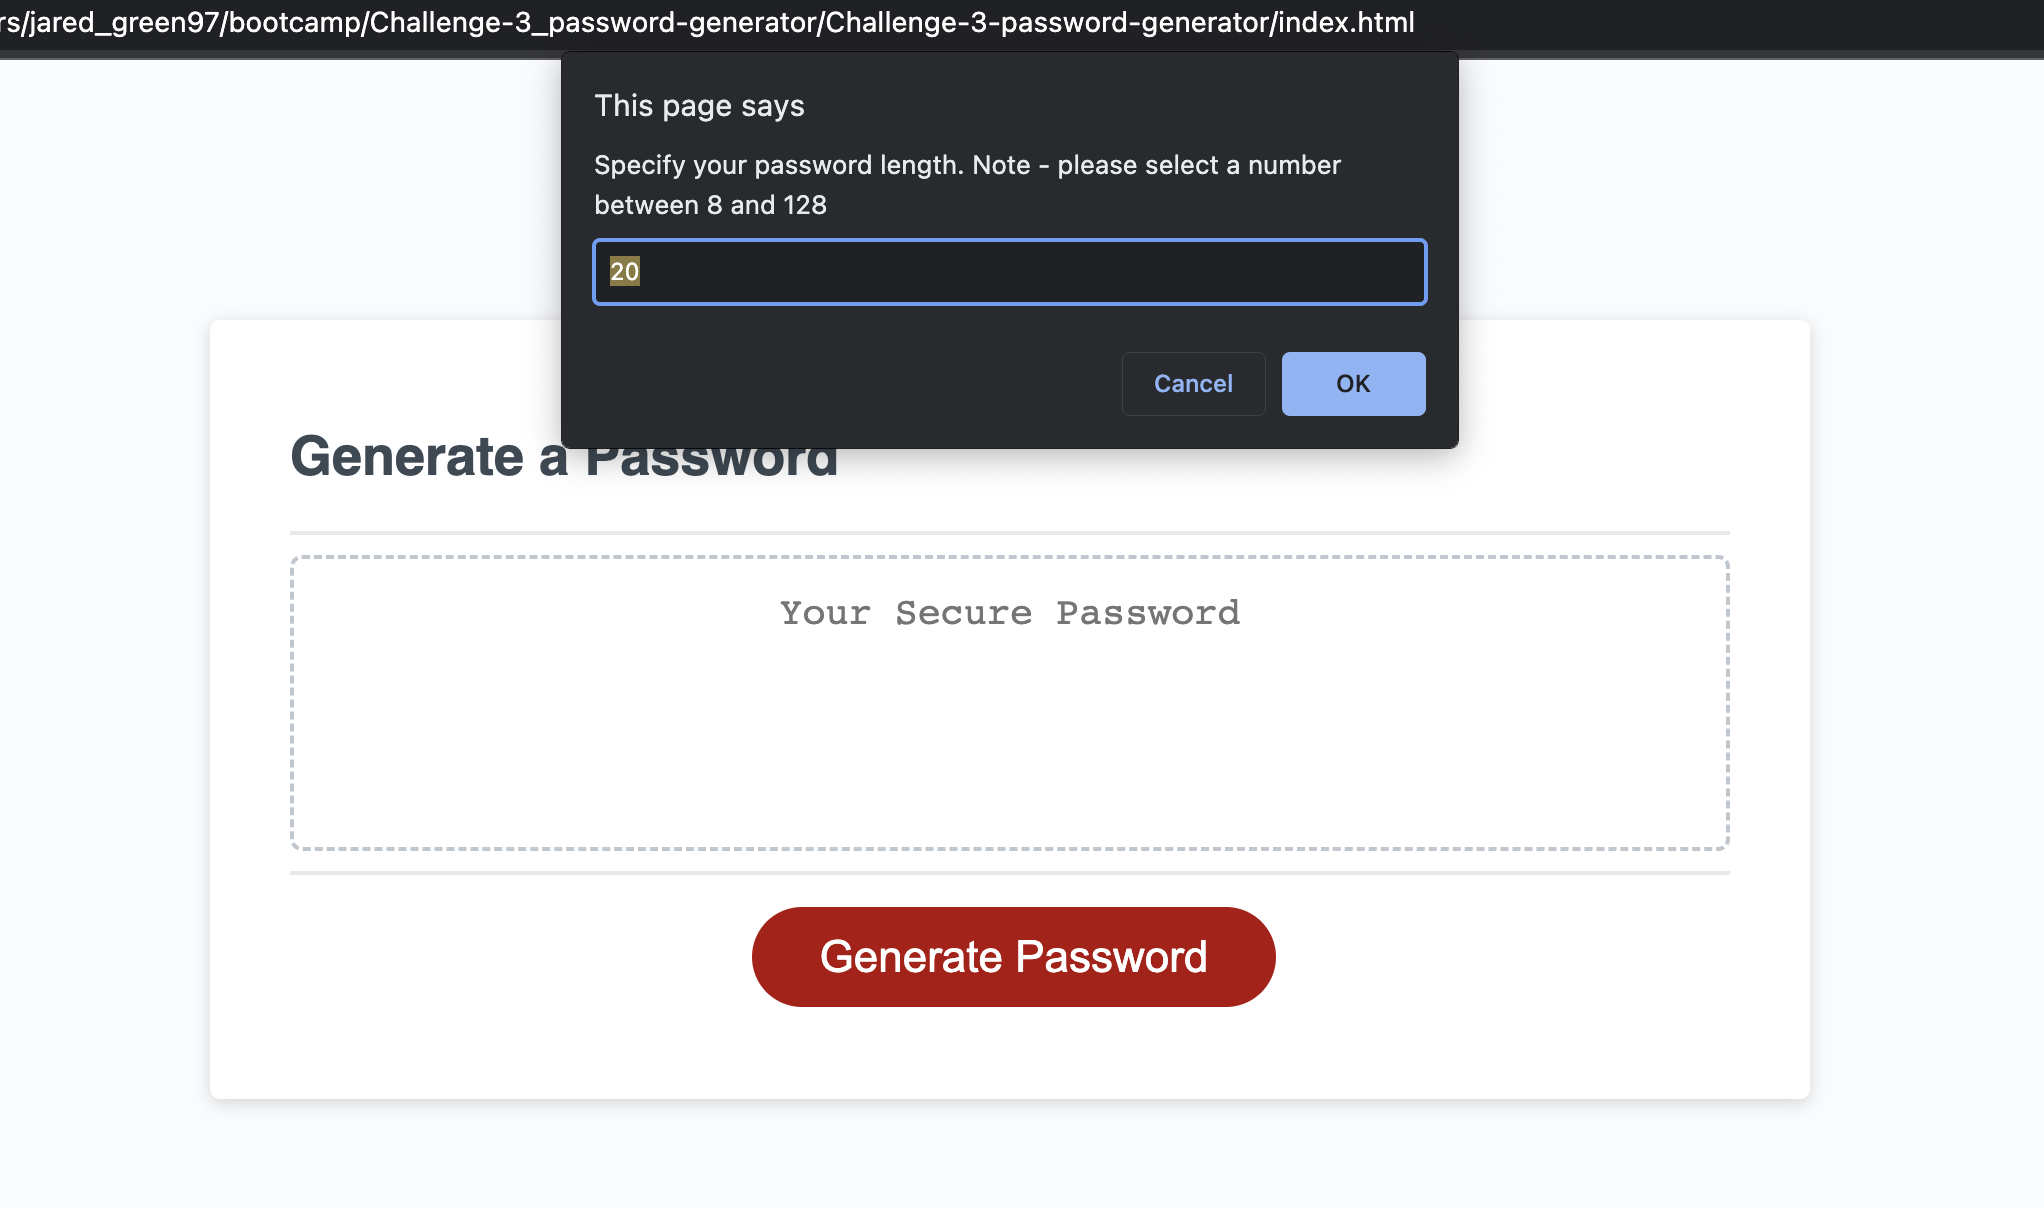 rs/jared_green97/bootcamp/Challenge-3_password-generator/Challenge-3-password-generator/index.html
This page says
Specify your password length. Note - please select a number
between 8 and 128
20
Cancel
OK
Generate a Password
Your Secure Password
Generate Password